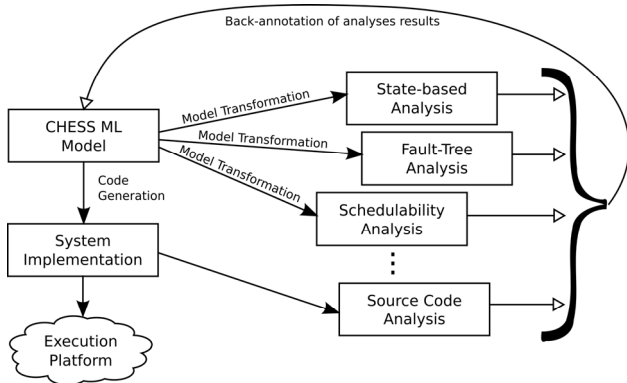 Back-annotation of analyses results
State-based
Analysis
Model Transformation
CHESS ML
Model
Model Transformation
Fault-Tree
Analysis
Model Transformation
Code
Generation
Schedulability
Analysis
System
Implementation
Source Code
Analysis
Execution
Platform